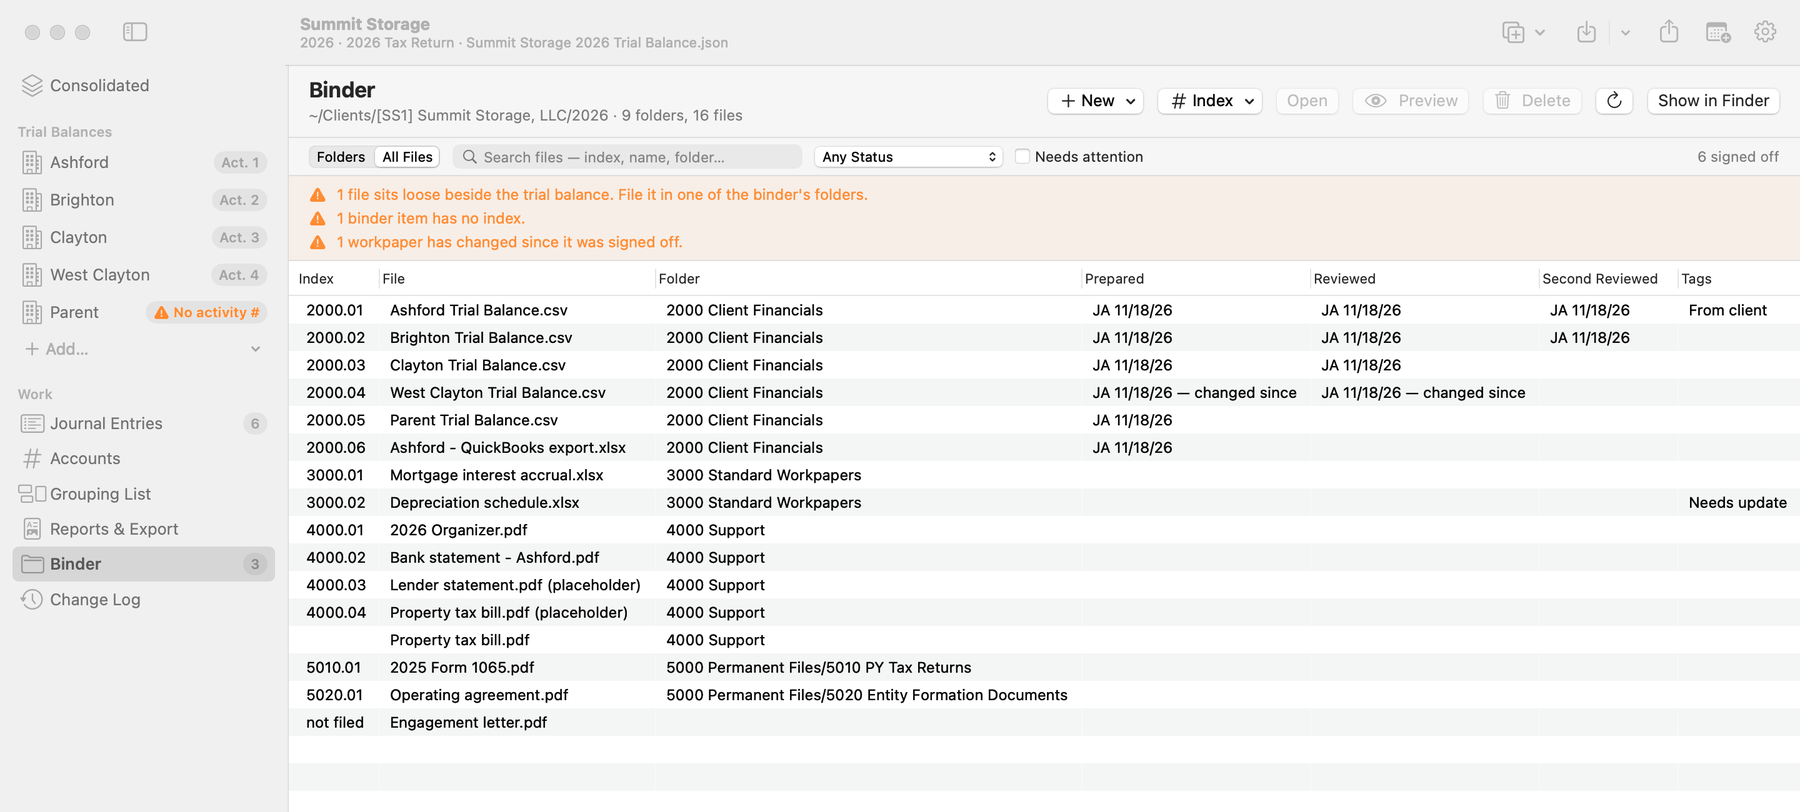 Summit Storage
2026 · 2026 Tax Return · Summit Storage 2026 Trial Balance.json
Consolidated
Trial Balances
Ashford Act. 1
Brighton Act. 2
Clayton Act. 3
West Clayton Act. 4
Parent No activity #
+ Add...
Work
Journal Entries 6
Accounts
Grouping List
Reports & Export
Binder 3
Change Log
Binder
~/Clients/[SS1] Summit Storage, LLC/2026 · 9 folders, 16 files
+ New # Index Open Preview Delete Show in Finder
Folders All Files Search files — index, name, folder... Any Status Needs attention 6 signed off
1 file sits loose beside the trial balance. File it in one of the binder's folders.
1 binder item has no index.
1 workpaper has changed since it was signed off.
Index File Folder Prepared Reviewed Second Reviewed Tags
2000.01 Ashford Trial Balance.csv 2000 Client Financials JA 11/18/26 JA 11/18/26 JA 11/18/26 From client
2000.02 Brighton Trial Balance.csv 2000 Client Financials JA 11/18/26 JA 11/18/26 JA 11/18/26
2000.03 Clayton Trial Balance.csv 2000 Client Financials JA 11/18/26 JA 11/18/26
2000.04 West Clayton Trial Balance.csv 2000 Client Financials JA 11/18/26 — changed since JA 11/18/26 — changed since
2000.05 Parent Trial Balance.csv 2000 Client Financials JA 11/18/26
2000.06 Ashford - QuickBooks export.xlsx 2000 Client Financials JA 11/18/26
3000.01 Mortgage interest accrual.xlsx 3000 Standard Workpapers
3000.02 Depreciation schedule.xlsx 3000 Standard Workpapers Needs update
4000.01 2026 Organizer.pdf 4000 Support
4000.02 Bank statement - Ashford.pdf 4000 Support
4000.03 Lender statement.pdf (placeholder) 4000 Support
4000.04 Property tax bill.pdf (placeholder) 4000 Support
Property tax bill.pdf 4000 Support
5010.01 2025 Form 1065.pdf 5000 Permanent Files/5010 PY Tax Returns
5020.01 Operating agreement.pdf 5000 Permanent Files/5020 Entity Formation Documents
not filed Engagement letter.pdf